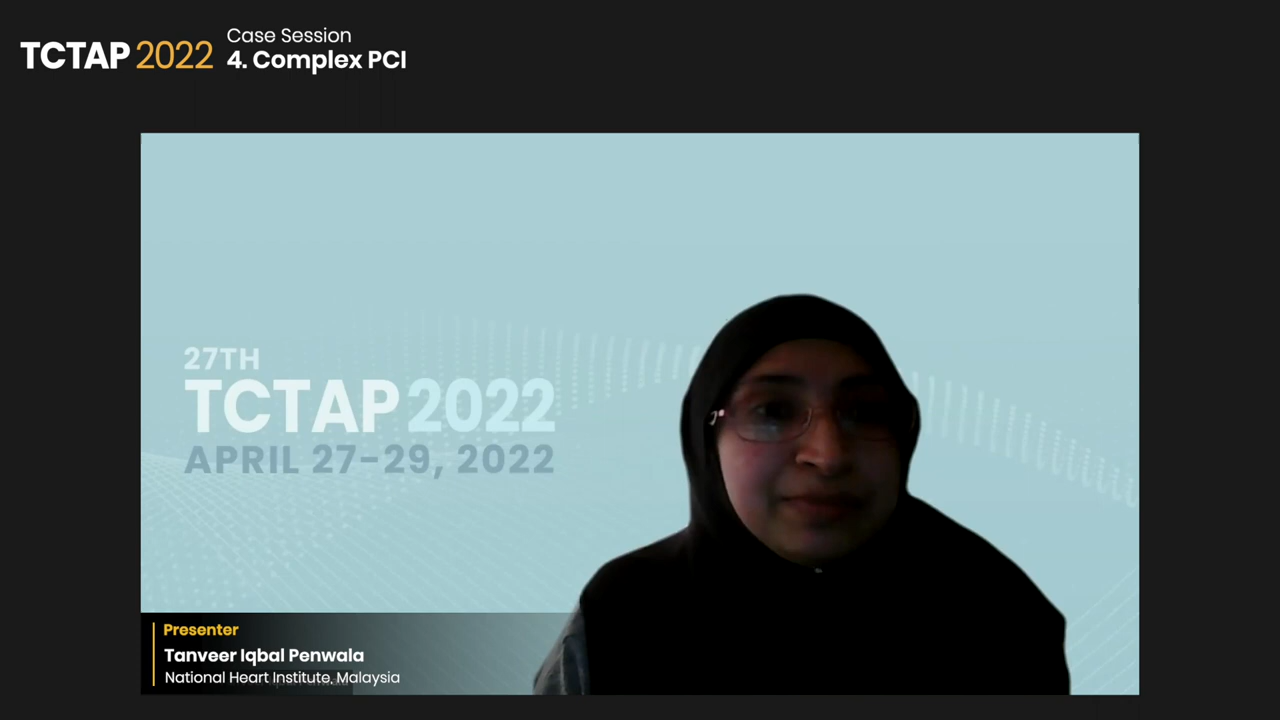 TCTAP 2022
Case Session
4. Complex PCI
27TH
TCTAP 2022
APRIL 27-29, 2022
Presenter
Tanveer Iqbal Penwala
National Heart Institute, Malaysia